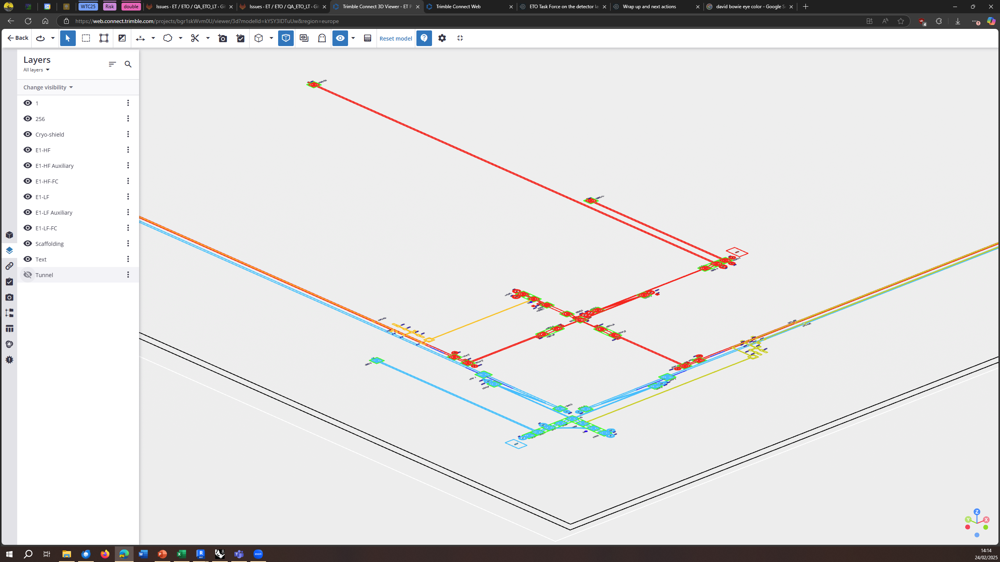 WTC25
Risk
double
Issues · ET / ETO / QA_ETO_LT · Git
Issues · ET / ETO / QA_ETO_LT · Git
Trimble Connect 3D Viewer - ET P
Trimble Connect Web
ETO Task Force on the detector la
Wrap up and next actions
david bowie eye color - Google S
https://web.connect.trimble.com/projects/bgr1skWvm0U/viewer/3d?modelId=kYSY3IDTuUw&region=europe
4
Back
Reset model
Layers
All layers
Change visibility
1
256
Cryo-shield
E1-HF
E1-HF Auxiliary
E1-HF-FC
E1-LF
E1-LF Auxiliary
E1-LF-FC
Scaffolding
Text
Tunnel
Z
Y
X
14:14
24/02/2025